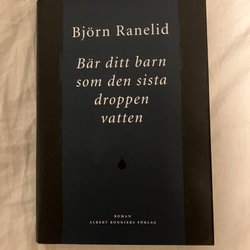 Björn Ranelid
Bär ditt barn
som den sista
droppen
vatten
ROMAN
ALBERT BONNIERS FÖRLAG